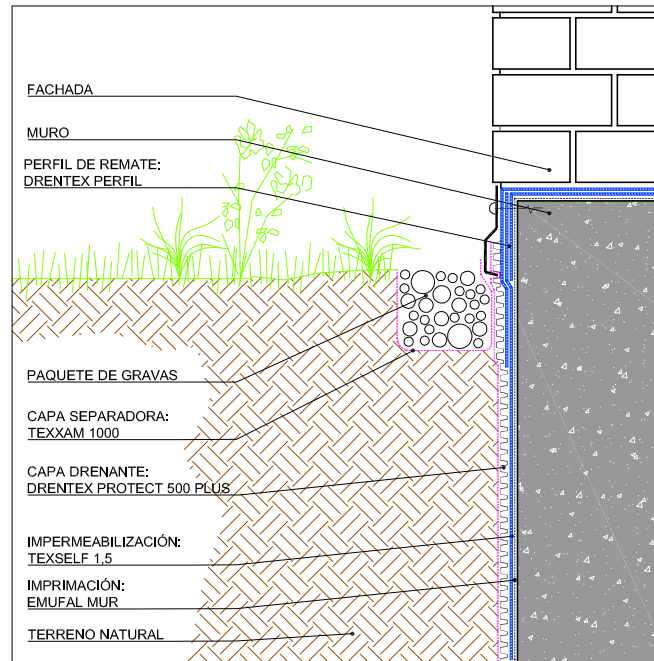 FACHADA
MURO
PERFIL DE REMATE:
DRENTEX PERFIL
PAQUETE DE GRAVAS
CAPA SEPARADORA:
TEXXAM 1000
CAPA DRENANTE:
DRENTEX PROTECT 500 PLUS
IMPERMEABILIZACIÓN:
TEXSELF 1,5
IMPRIMACIÓN:
EMUFAL MUR
TERRENO NATURAL